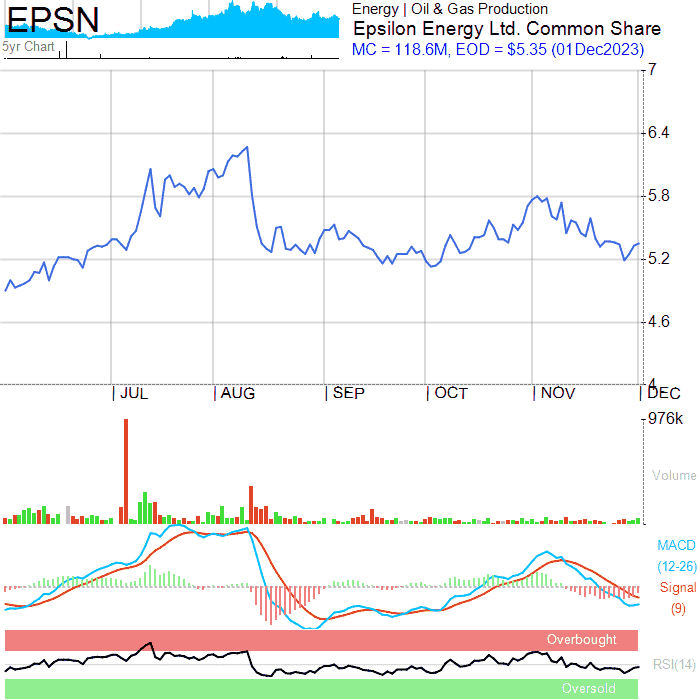 EPSN
5yr Chart
Energy | Oil & Gas Production
Epsilon Energy Ltd. Common Share
MC = 118.6M, EOD = $5.35 (01Dec2023)
7
6.4
5.8
5.2
4.6
4
| JUL | AUG | SEP | OCT | NOV | DEC
976k
Volume
MACD
(12-26)
Signal
(9)
Overbought
RSI(14)
Oversold